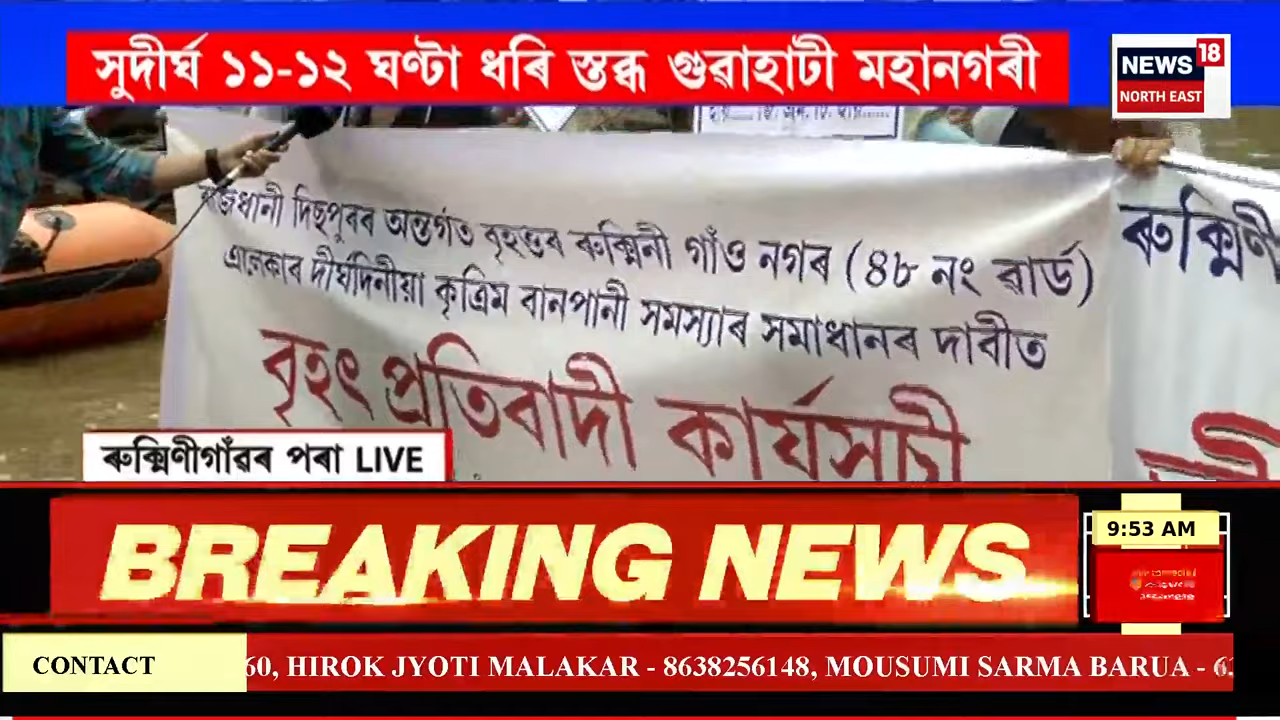 সুদীৰ্ঘ ১১-১২ ঘণ্টা ধৰি স্তব্ধ গুৱাহাটী মহানগৰী
NEWS 18
NORTH EAST
ৰাজধানী দিছপুৰৰ অন্তৰ্গত বৃহত্তৰ ৰুক্মিনী গাঁও নগৰ (৪৮ নং ৱাৰ্ড)
এলেকাৰ দীৰ্ঘদিনীয়া কৃত্ৰিম বানপানী সমস্যাৰ সমাধানৰ দাবীত
বৃহৎ প্ৰতিবাদী কাৰ্যসূচী
ৰুক্মিনী
ৰুক্মিণীগাঁৱৰ পৰা LIVE
BREAKING NEWS
9:53 AM
CONTACT
60, HIROK JYOTI MALAKAR - 8638256148, MOUSUMI SARMA BARUA - 6